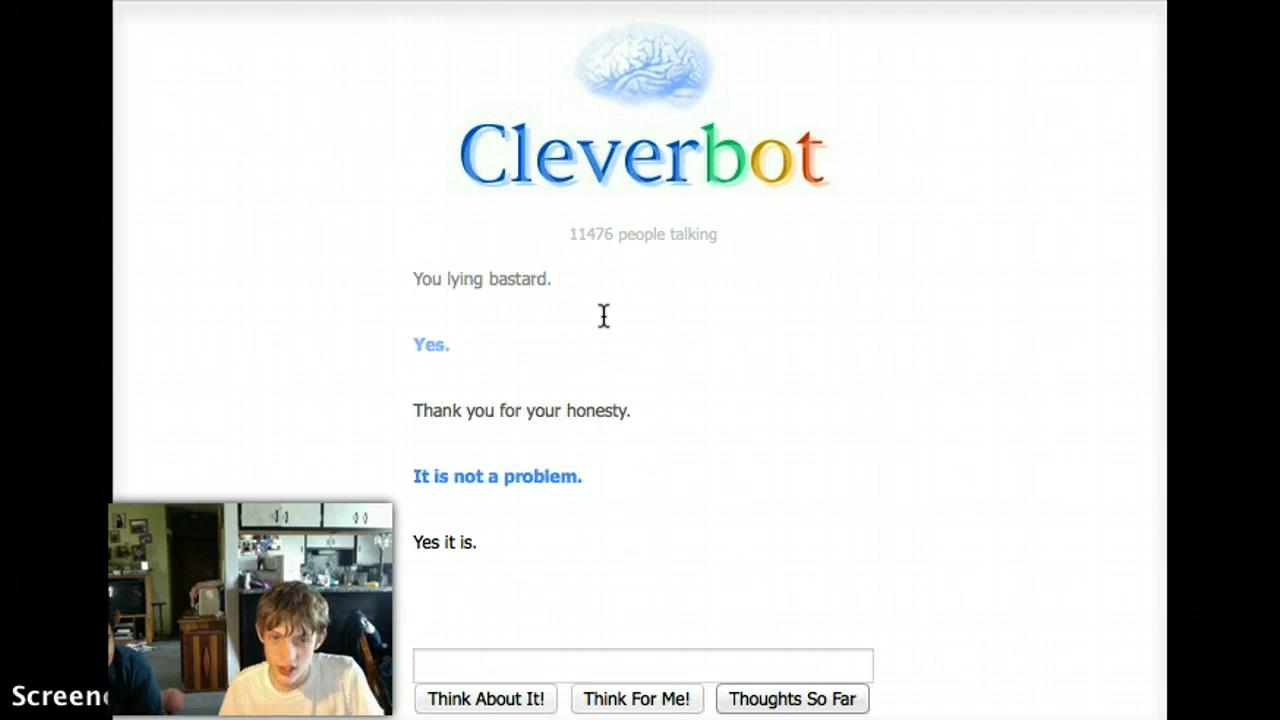 Cleverbot
11476 people talking
You lying bastard.
Yes.
Thank you for your honesty.
It is not a problem.
Yes it is.
Think About It! Think For Me! Thoughts So Far